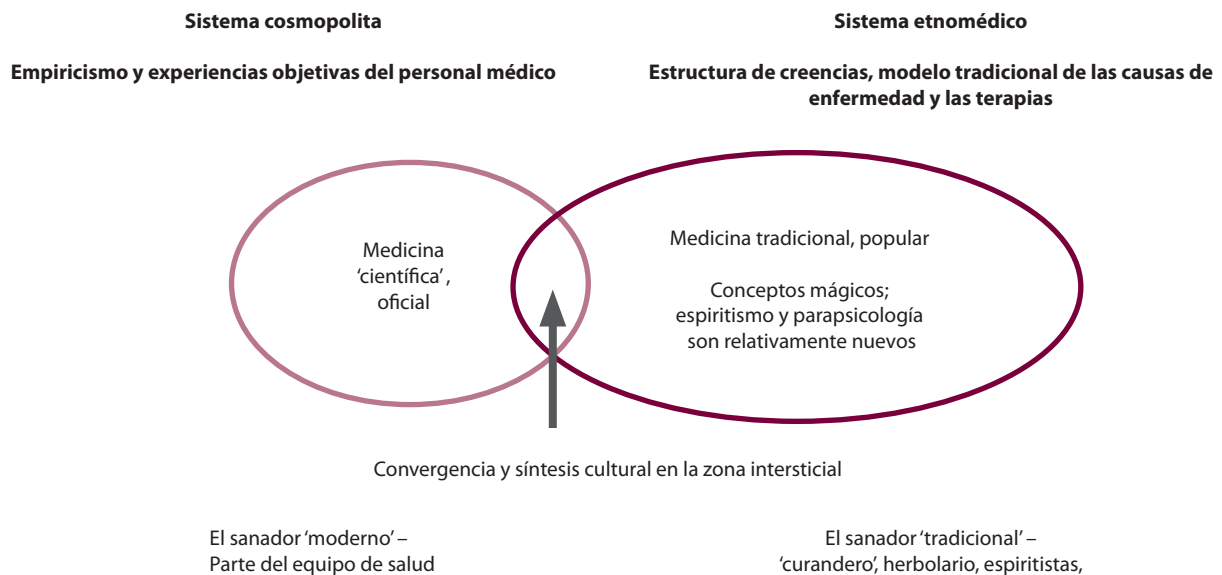 Sistema cosmopolita
Empiricismo y experiencias objetivas del personal médico
Sistema etnomédico
Estructura de creencias, modelo tradicional de las causas de
enfermedad y las terapias
Medicina
‘científica’,
oficial
Medicina tradicional, popular
Conceptos mágicos;
espiritismo y parapsicología
son relativamente nuevos
Convergencia y síntesis cultural en la zona intersticial
El sanador ‘moderno’ –
Parte del equipo de salud
El sanador ‘tradicional’ –
‘curandero’, herbolario, espiritistas,